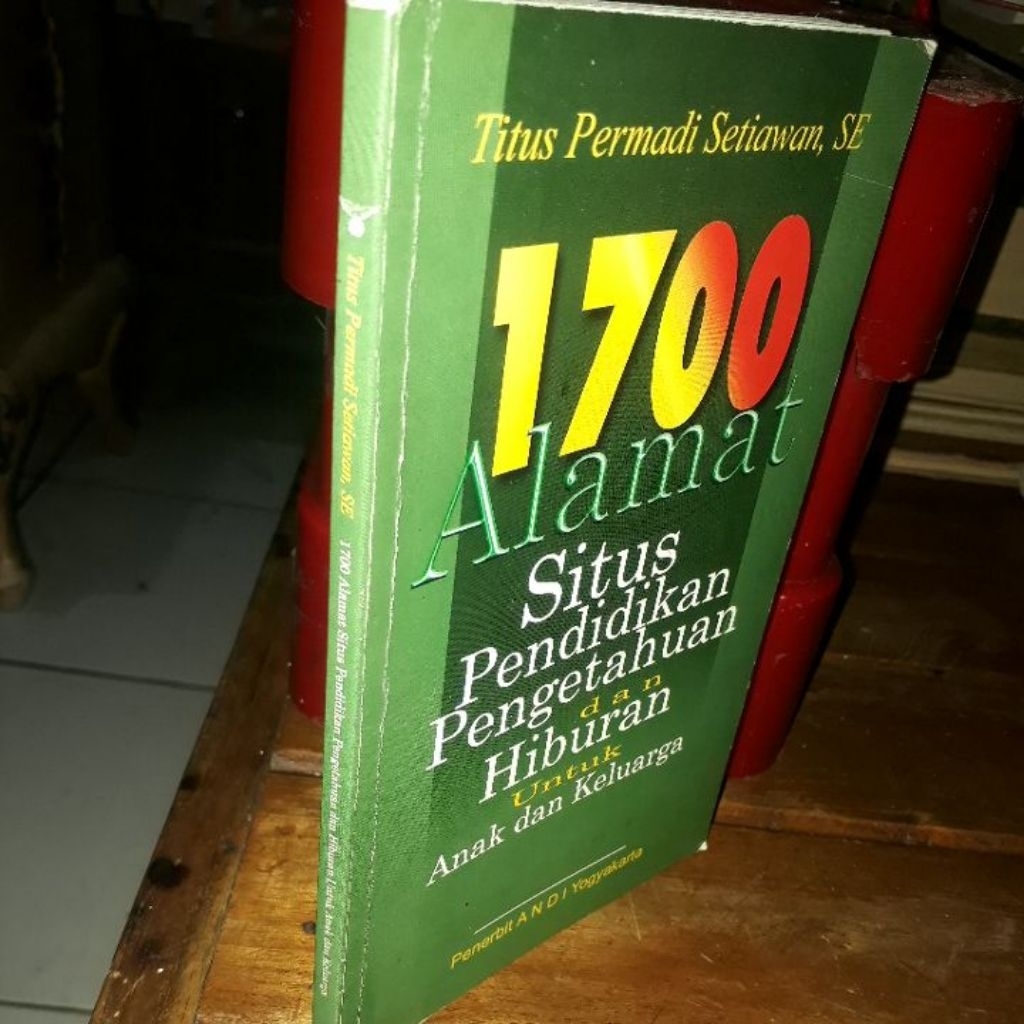 Titus Permadi Setiawan, SE
1700
Alamat
Situs
Pendidikan
Pengetahuan
dan
Hiburan
Untuk
Anak dan Keluarga
Penerbit A N D I Yogyakarta
Titus Permadi Setiawan, SE 1700 Alamat Situs Pendidikan Pengetahuan dan Hiburan Untuk Anak dan Keluarga